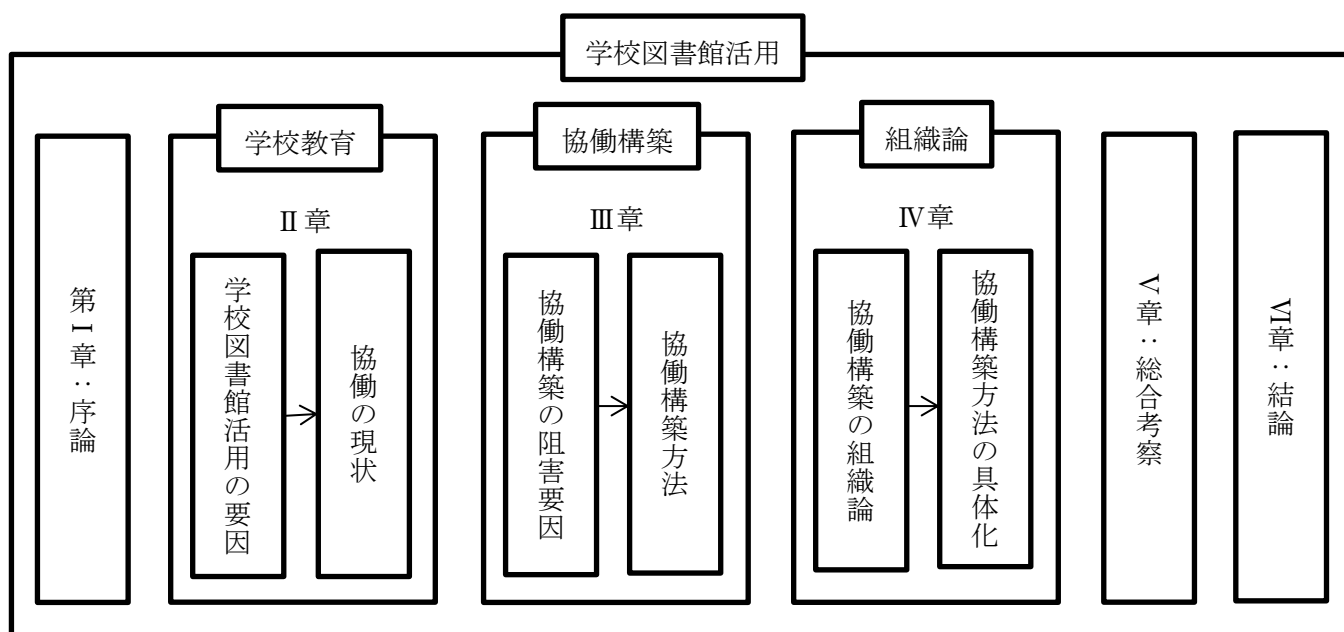 学校図書館活用
第Ⅰ章：序論
学校教育
Ⅱ章
学校図書館活用の要因
協働の現状
協働構築
Ⅲ章
協働構築の阻害要因
協働構築方法
組織論
Ⅳ章
協働構築の組織論
協働構築方法の具体化
Ⅴ章：総合考察
Ⅵ章：結論